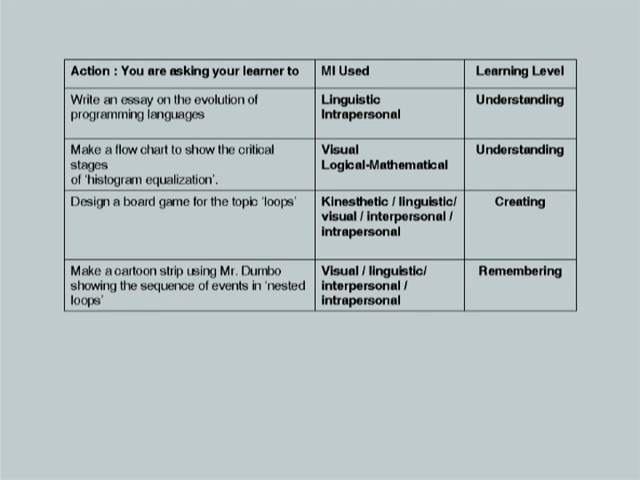 Action : You are asking your learner to
MI Used
Learning Level
Write an essay on the evolution of
programming languages
Linguistic
Intrapersonal
Understanding
Make a flow chart to show the critical
stages
of 'histogram equalization'.
Visual
Logical-Mathematical
Understanding
Design a board game for the topic 'loops'
Kinesthetic / linguistic/
visual / interpersonal /
intrapersonal
Creating
Make a cartoon strip using Mr. Dumbo
showing the sequence of events in 'nested
loops'
Visual / linguistic/
interpersonal /
intrapersonal
Remembering